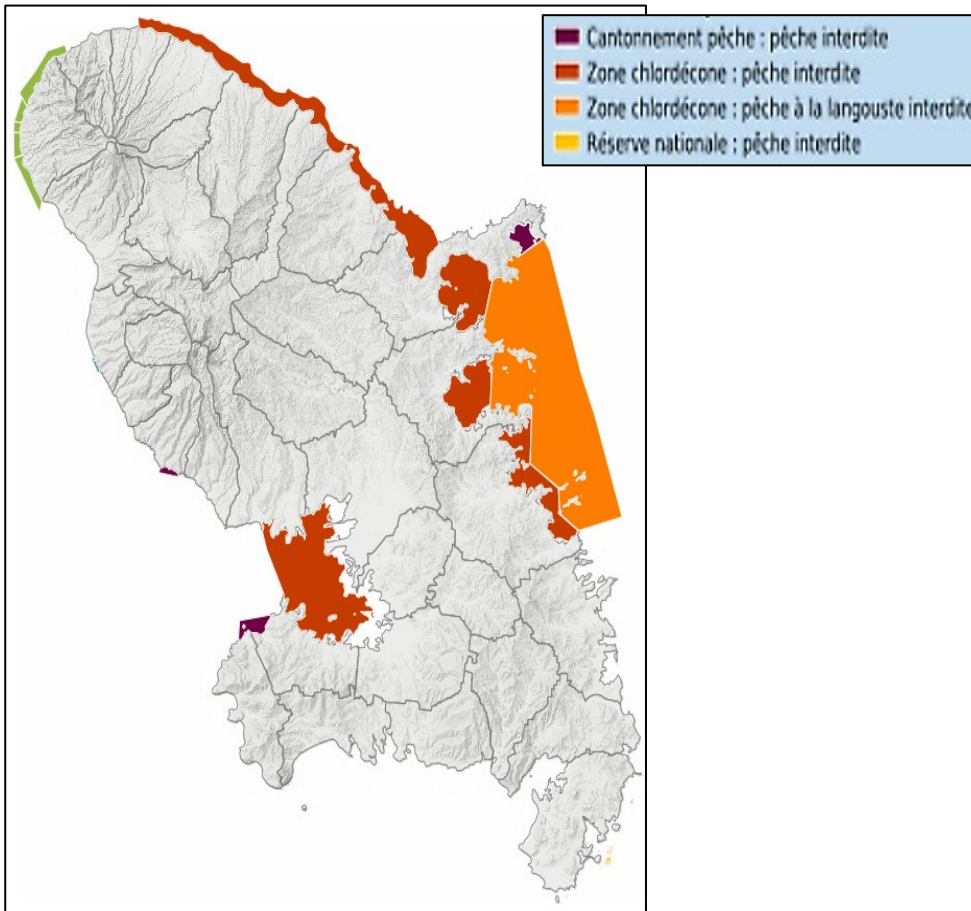 Cantonnement pêche : pêche interdite
Zone chlordécone : pêche interdite
Zone chlordécone : pêche à la langouste interdite
Réserve nationale : pêche interdite